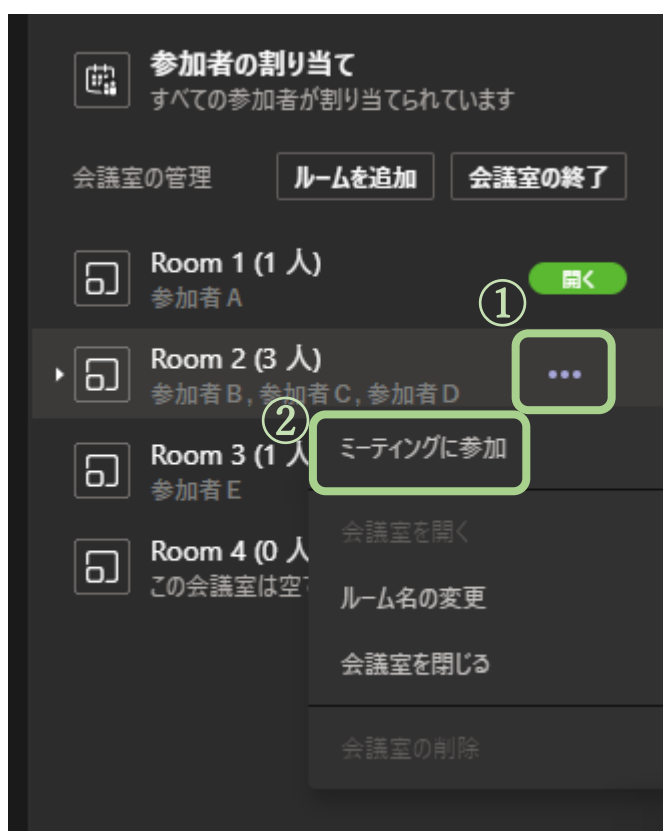 参加者の割り当て
すべての参加者が割り当てられています
会議室の管理 ルームを追加 会議室の終了
Room 1 (1 人)
参加者A
開く
①
Room 2 (3 人)
参加者B, 参加者C, 参加者D
•••
②
ミーティングに参加
Room 3 (1 人
参加者E
会議室を開く
Room 4 (0 人
この会議室は空
ルーム名の変更
会議室を閉じる
会議室の削除